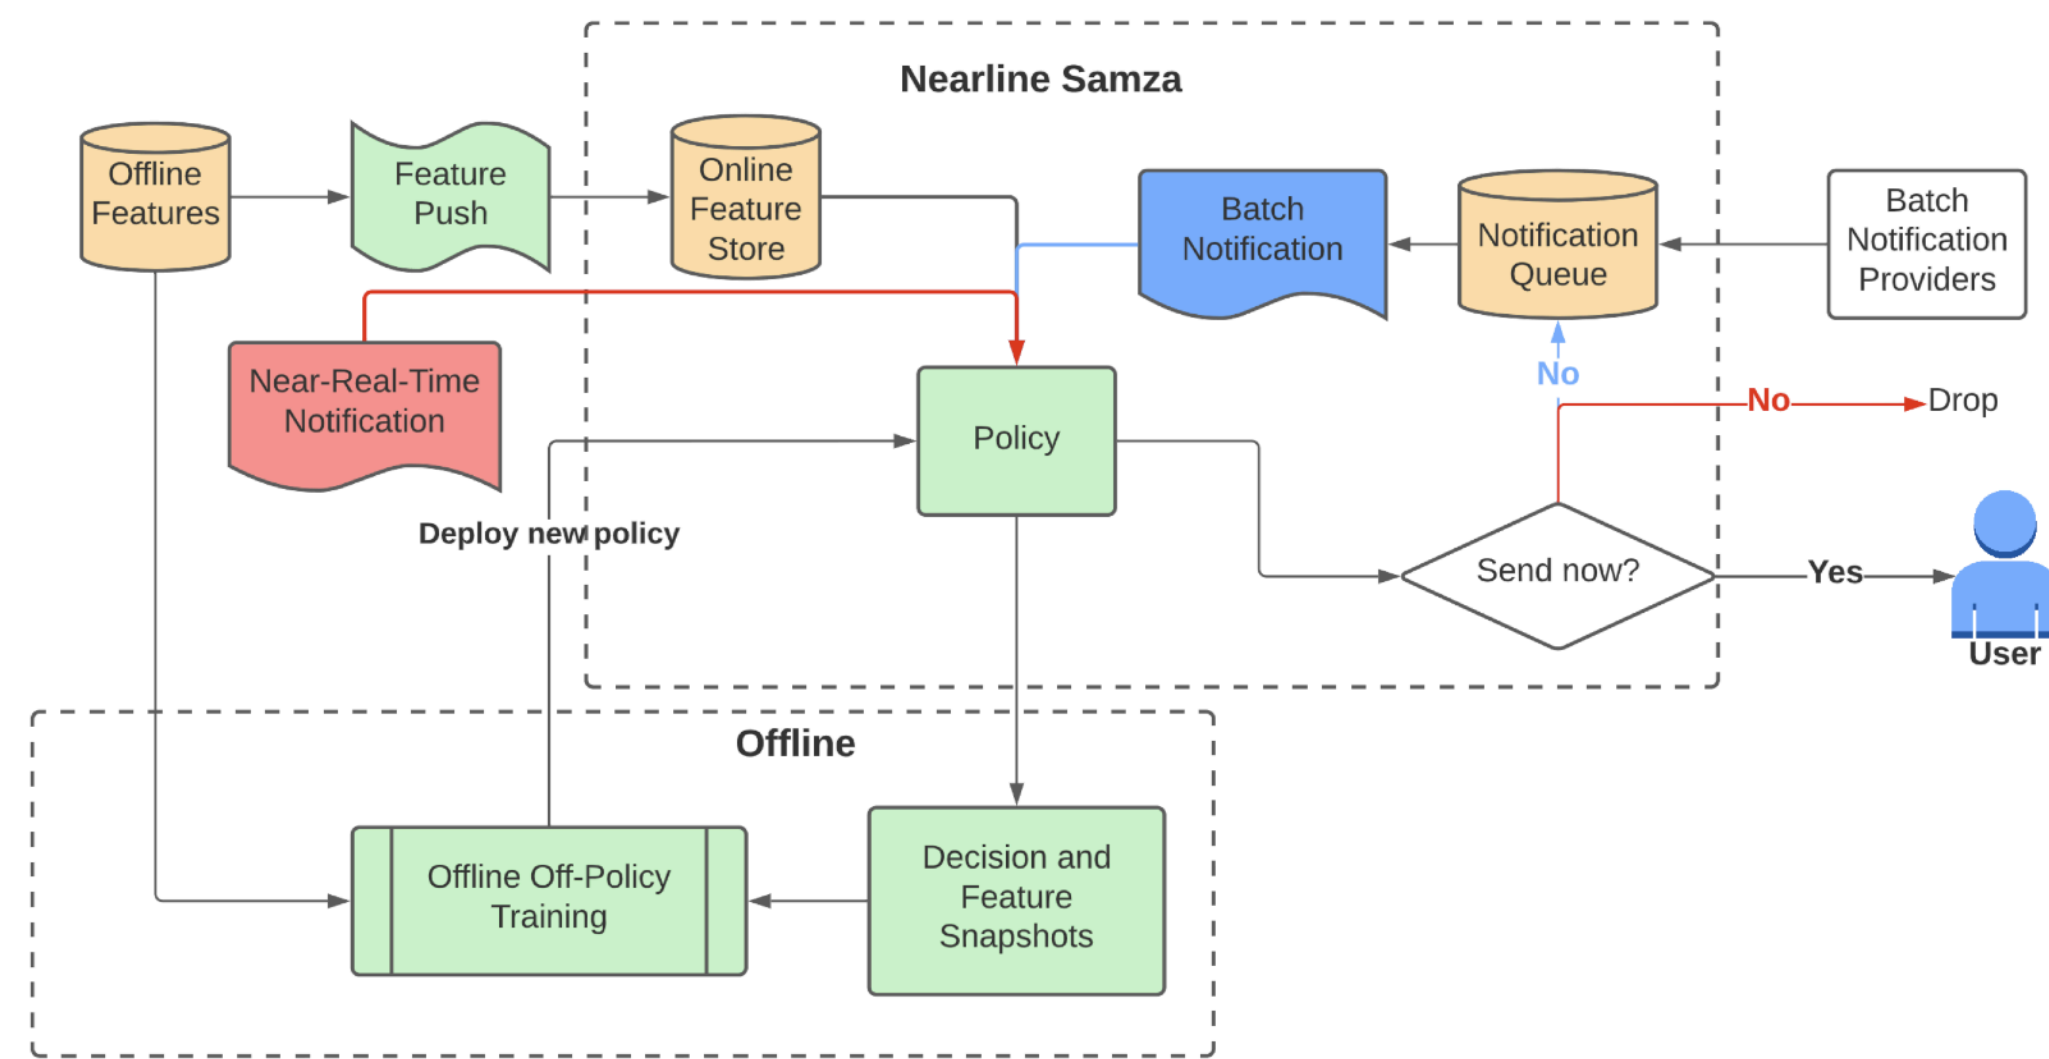 Nearline Samza
Offline
Features
Feature
Push
Online
Feature
Store
Batch
Notification
Notification
Queue
Batch
Notification
Providers
Near-Real-Time
Notification
No
No
Drop
Policy
Deploy new policy
Send now?
Yes
User
Offline
Offline Off-Policy
Training
Decision and
Feature
Snapshots